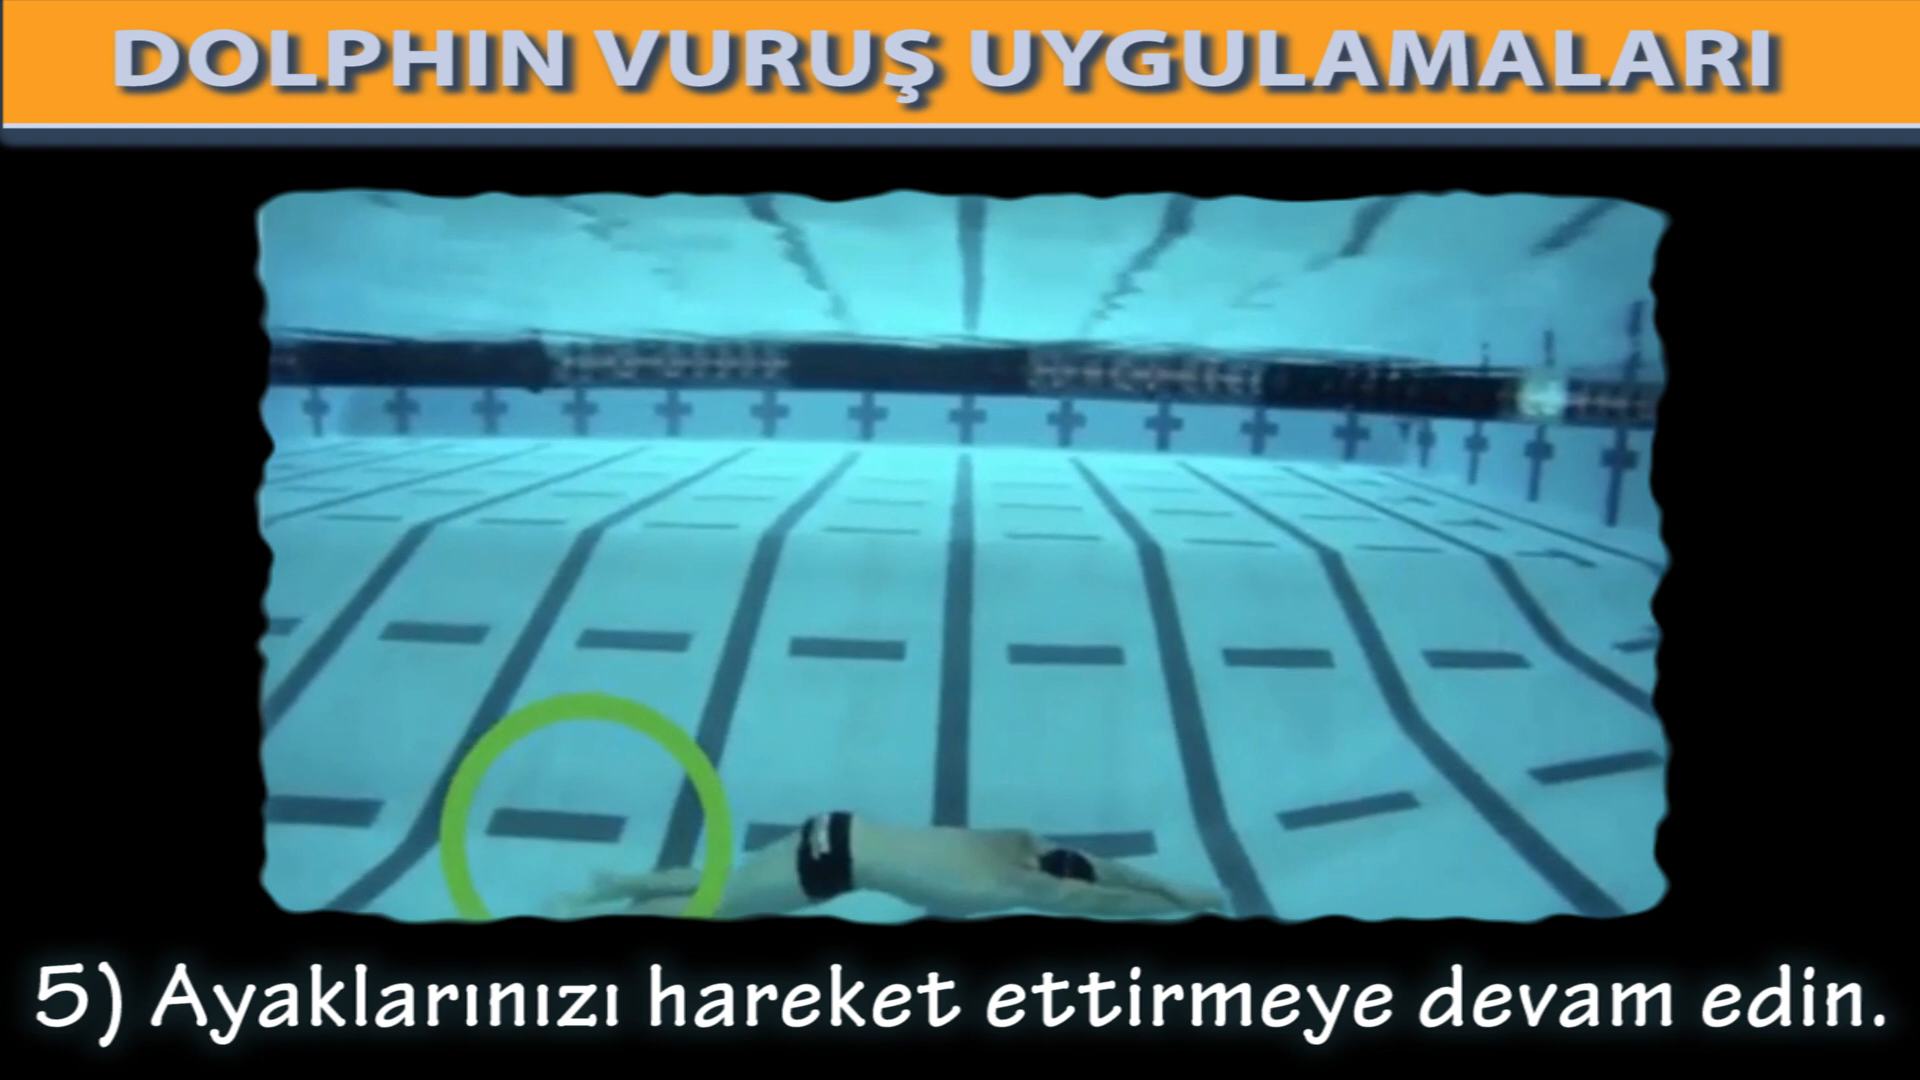 DOLPHIN VURUŞ UYGULAMALARI
5) Ayaklarınızı hareket ettirmeye devam edin.